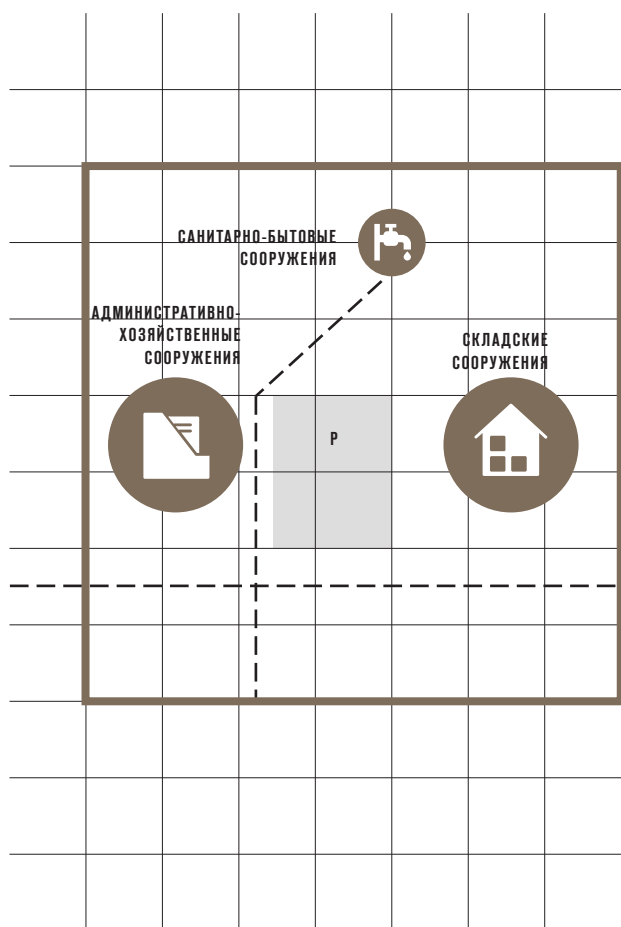 САНИТАРНО-БЫТОВЫЕ
СООРУЖЕНИЯ
АДМИНИСТРАТИВНО-
ХОЗЯЙСТВЕННЫЕ
СООРУЖЕНИЯ
СКЛАДСКИЕ
СООРУЖЕНИЯ
Р